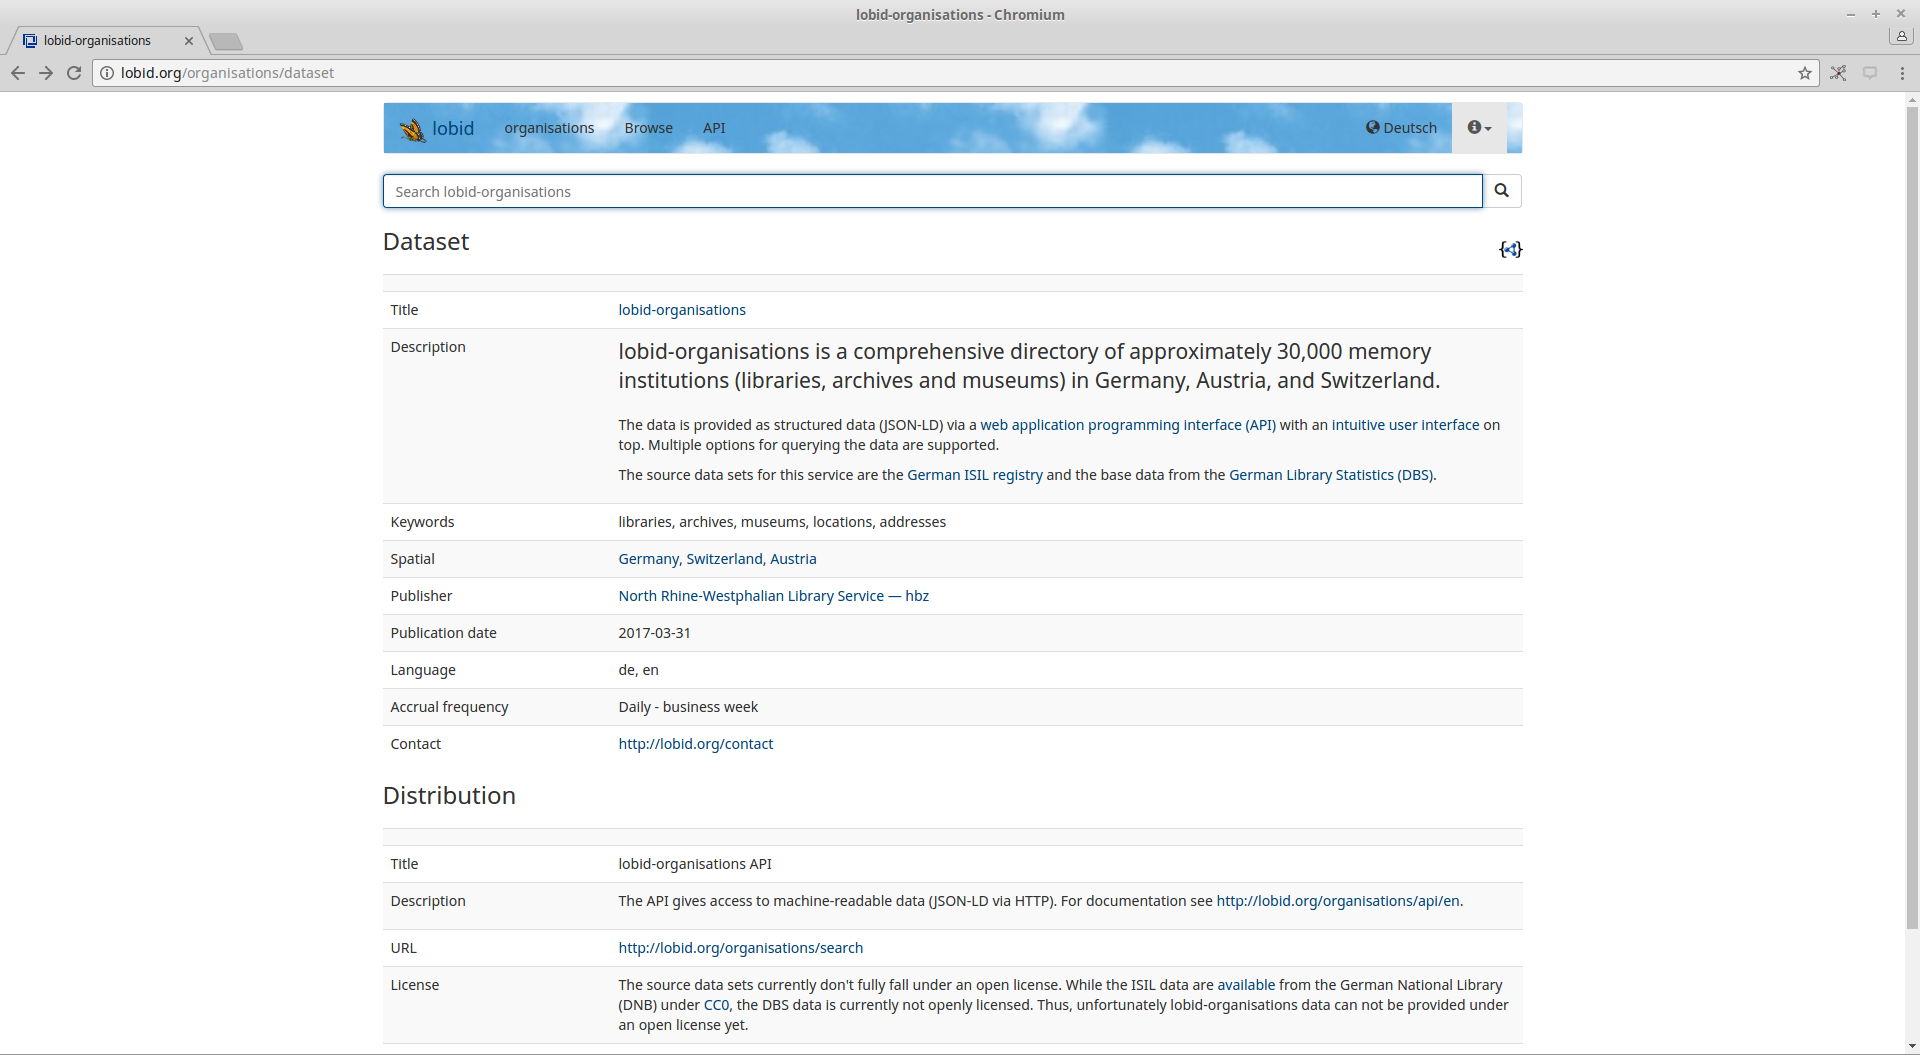 lobid-organisations - Chromium
lobid-organisations
lobid.org/organisations/dataset
lobid organisations Browse API Deutsch
Search lobid-organisations
Dataset
Title lobid-organisations
Description lobid-organisations is a comprehensive directory of approximately 30,000 memory
institutions (libraries, archives and museums) in Germany, Austria, and Switzerland.
The data is provided as structured data (JSON-LD) via a web application programming interface (API) with an intuitive user interface on
top. Multiple options for querying the data are supported.
The source data sets for this service are the German ISIL registry and the base data from the German Library Statistics (DBS).
Keywords libraries, archives, museums, locations, addresses
Spatial Germany, Switzerland, Austria
Publisher North Rhine-Westphalian Library Service — hbz
Publication date 2017-03-31
Language de, en
Accrual frequency Daily - business week
Contact http://lobid.org/contact
Distribution
Title lobid-organisations API
Description The API gives access to machine-readable data (JSON-LD via HTTP). For documentation see http://lobid.org/organisations/api/en.
URL http://lobid.org/organisations/search
License The source data sets currently don't fully fall under an open license. While the ISIL data are available from the German National Library
(DNB) under CC0, the DBS data is currently not openly licensed. Thus, unfortunately lobid-organisations data can not be provided under
an open license yet.